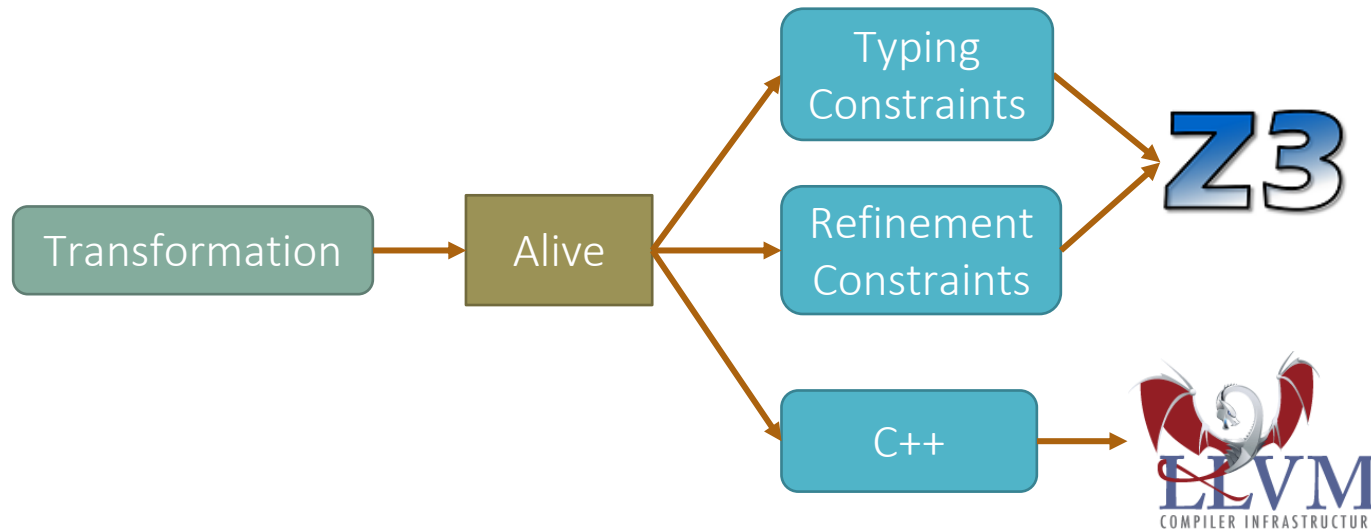 Typing
Constraints
Z3
Transformation
Alive
Refinement
Constraints
C++
LLVM
COMPILER INFRASTRUCTUR